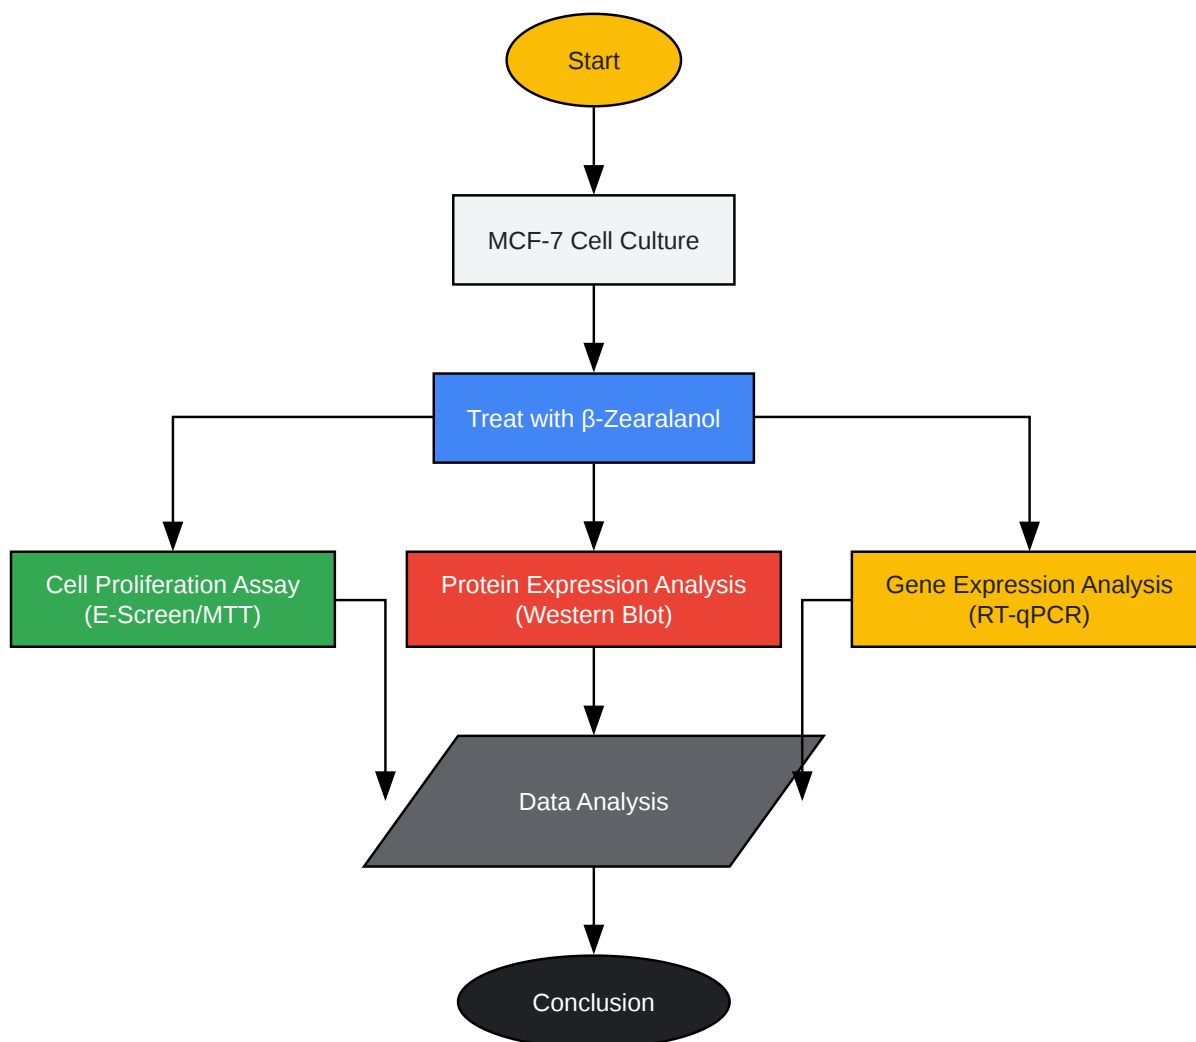 Start
MCF-7 Cell Culture
Treat with β-Zearalanol
Cell Proliferation Assay
(E-Screen/MTT)
Protein Expression Analysis
(Western Blot)
Gene Expression Analysis
(RT-qPCR)
Data Analysis
Conclusion